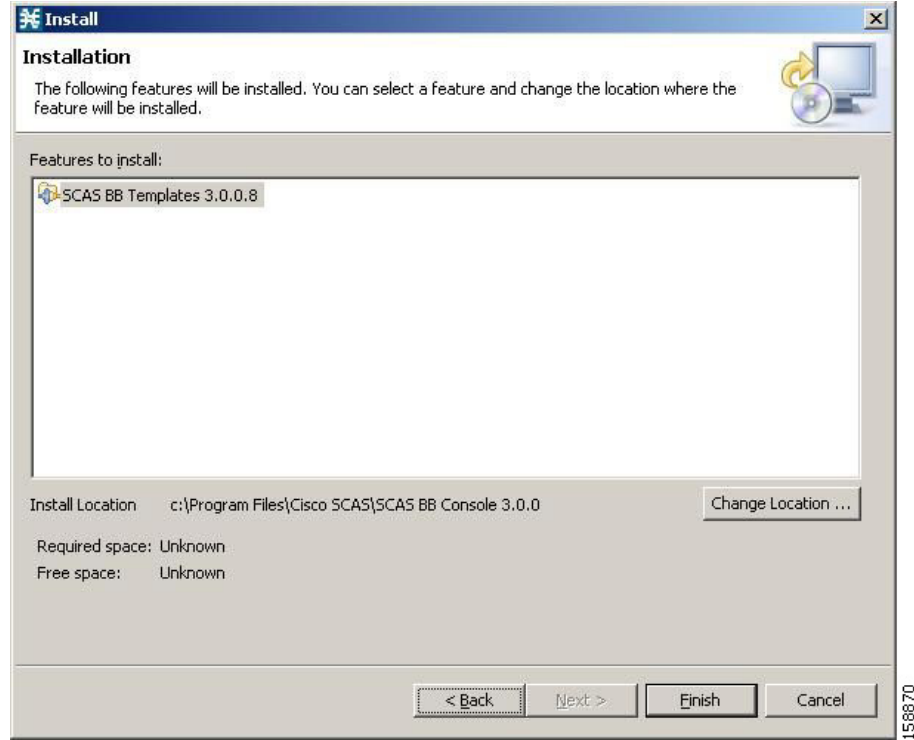 Install
Installation
The following features will be installed. You can select a feature and change the location where the
feature will be installed.
Features to install:
SCAS BB Templates 3.0.0.8
Install Location c:\Program Files\Cisco SCAS\SCAS BB Console 3.0.0
Change Location ...
Required space: Unknown
Free space: Unknown
< Back
Next >
Finish
Cancel
158870